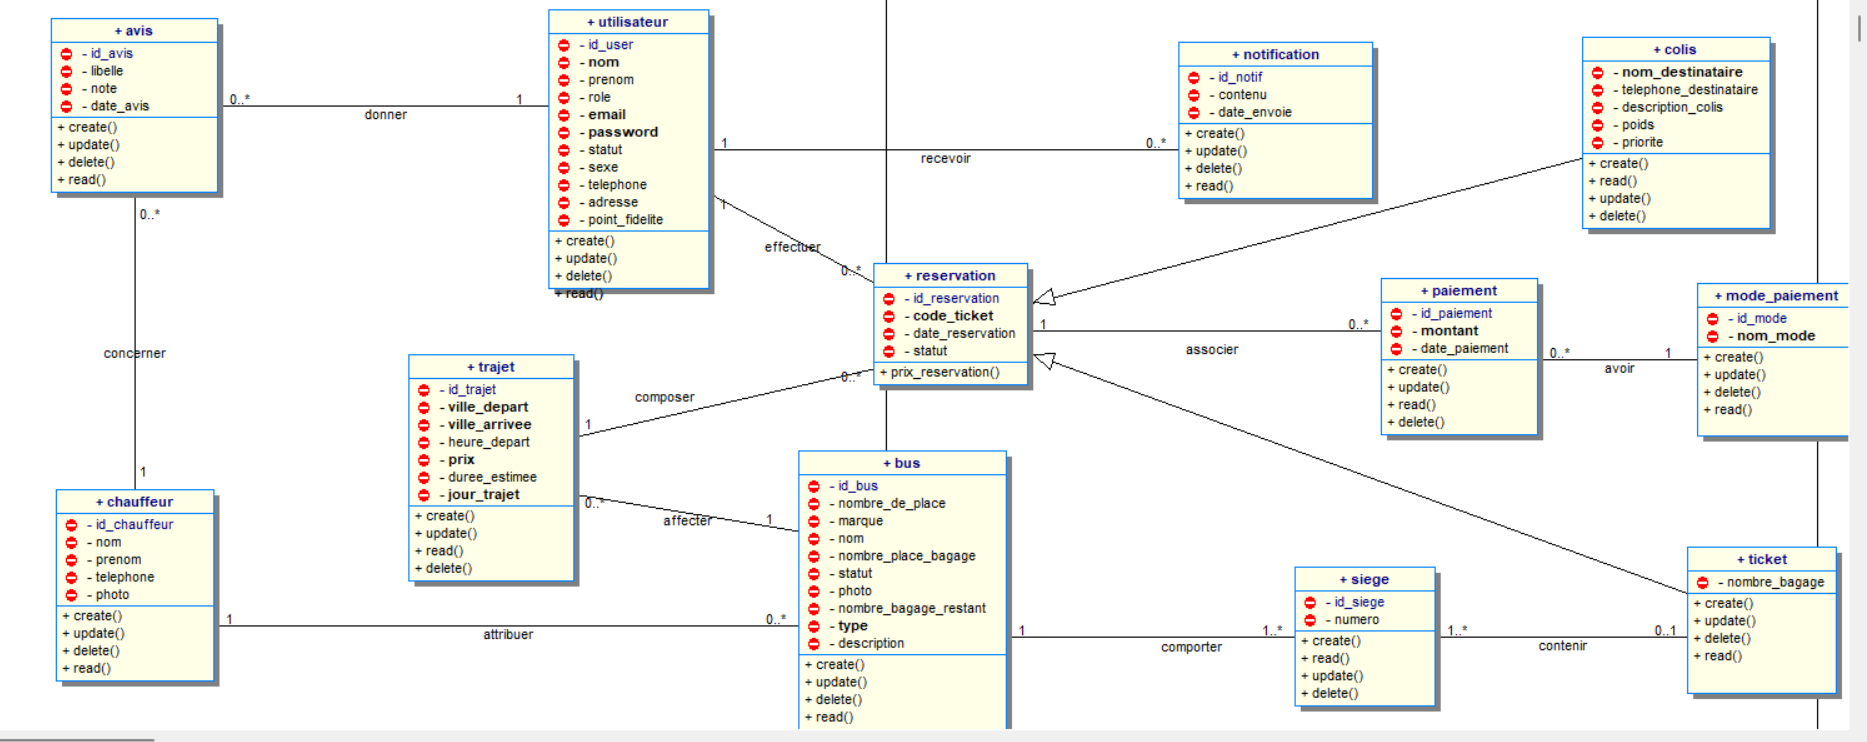 + avis
- id_avis
- libelle
- note
- date_avis
+ create()
+ update()
+ delete()
+ read()
0..*
donner
1
+ utilisateur
- id_user
- nom
- prenom
- role
- email
- password
- statut
- sexe
- telephone
- adresse
- point_fidelite
+ create()
+ update()
+ delete()
+ read()
1
recevoir
0..*
+ notification
- id_notif
- contenu
- date_envoie
+ create()
+ update()
+ delete()
+ read()
+ colis
- nom_destinataire
- telephone_destinataire
- description_colis
- poids
- priorite
+ create()
+ read()
+ update()
+ delete()
1
effectuer
0..*
+ reservation
- id_reservation
- code_ticket
- date_reservation
- statut
+ prix_reservation()
1
associer
0..*
+ paiement
- id_paiement
- montant
- date_paiement
+ create()
+ update()
+ read()
+ delete()
0..*
avoir
1
+ mode_paiement
- id_mode
- nom_mode
+ create()
+ update()
+ delete()
+ read()
0..*
concerner
1
+ trajet
- id_trajet
- ville_depart
- ville_arrivee
- heure_depart
- prix
- duree_estimee
- jour_trajet
+ create()
+ update()
+ read()
+ delete()
1
composer
0..*
0..*
affecter
1
+ chauffeur
- id_chauffeur
- nom
- prenom
- telephone
- photo
+ create()
+ update()
+ delete()
+ read()
1
attribuer
0..*
+ bus
- id_bus
- nombre_de_place
- marque
- nom
- nombre_place_bagage
- statut
- photo
- nombre_bagage_restant
- type
- description
+ create()
+ update()
+ delete()
+ read()
1
comporter
1..*
+ siege
- id_siege
- numero
+ create()
+ read()
+ update()
+ delete()
1..*
contenir
0..1
+ ticket
- nombre_bagage
+ create()
+ update()
+ delete()
+ read()